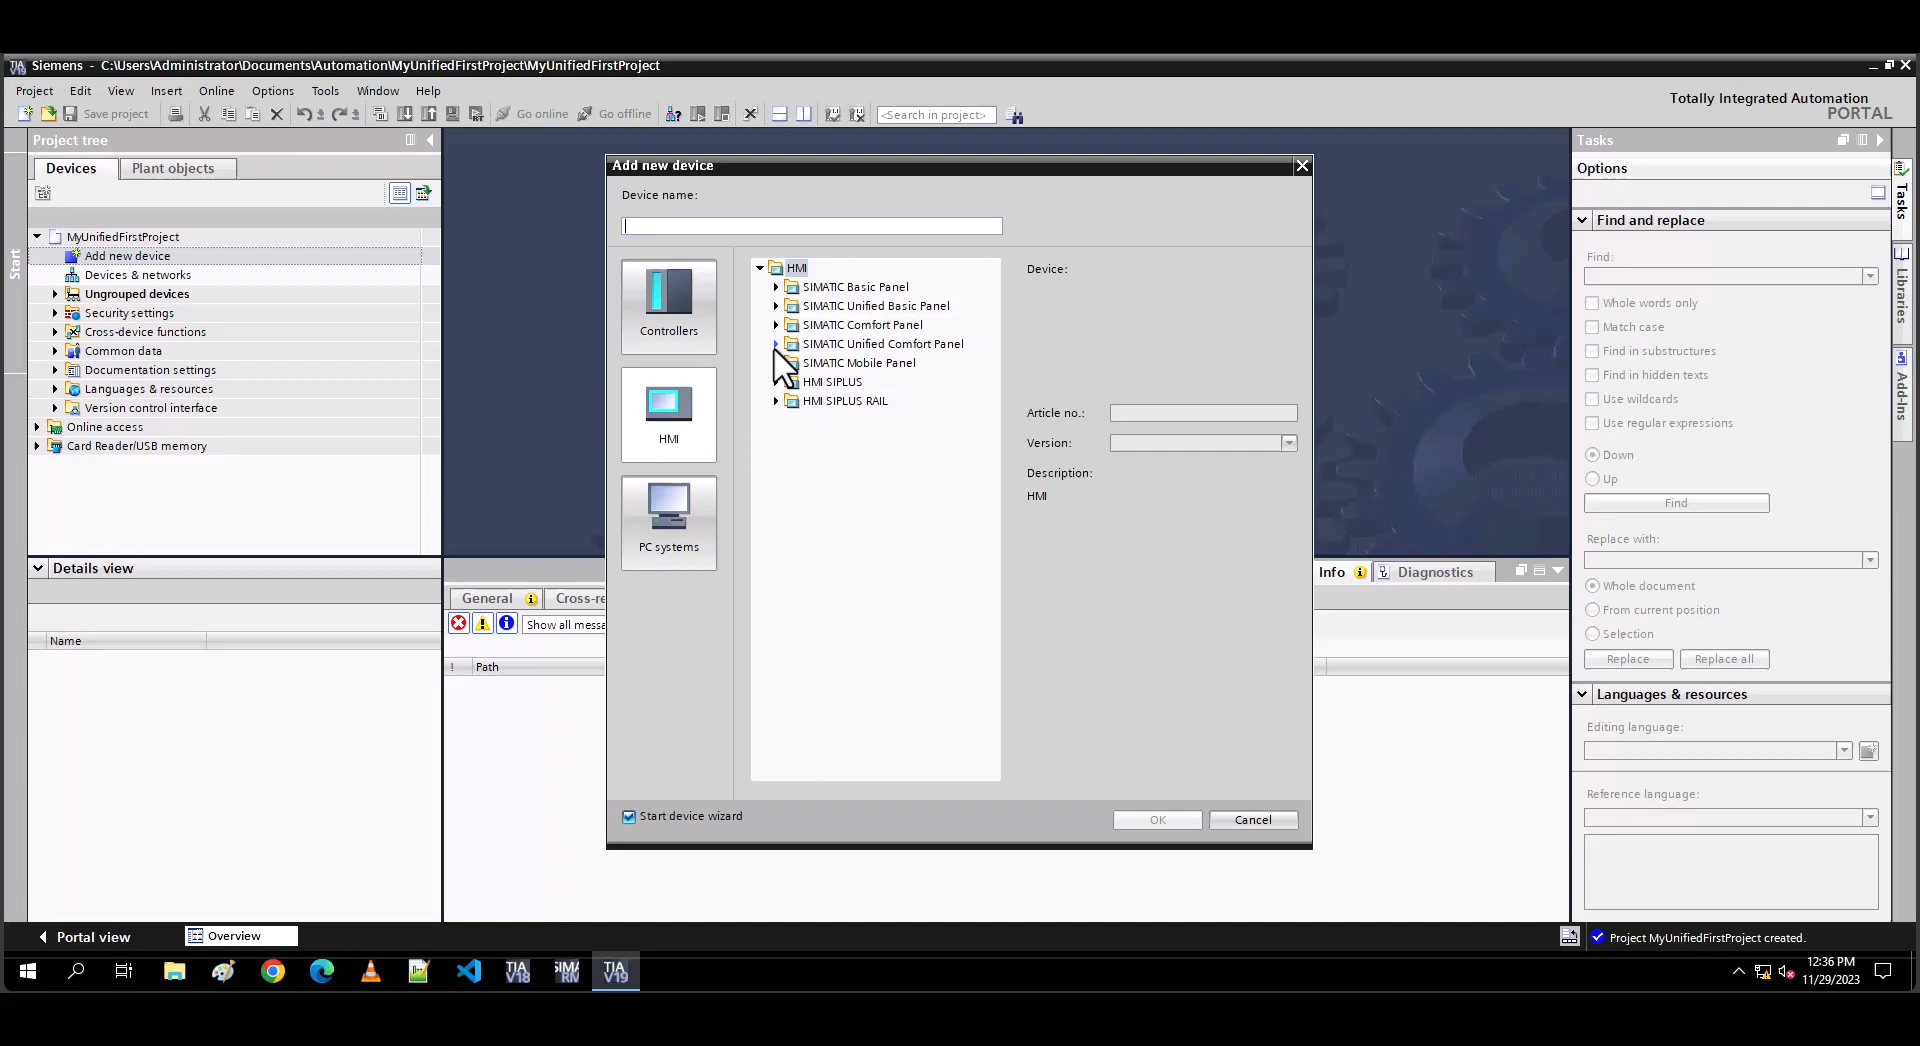 TIA V19 Siemens - C:\Users\Administrator\Documents\Automation\MyUnifiedFirstProject\MyUnifiedFirstProject
Project Edit View Insert Online Options Tools Window Help
Totally Integrated Automation
PORTAL
Save project Go online Go offline <Search in project>
Project tree
Devices Plant objects
Start
MyUnifiedFirstProject
Add new device
Devices & networks
Ungrouped devices
Security settings
Cross-device functions
Common data
Documentation settings
Languages & resources
Version control interface
Online access
Card Reader/USB memory
Details view
Name
Add new device
Device name:
Controllers
HMI
PC systems
HMI
SIMATIC Basic Panel
SIMATIC Unified Basic Panel
SIMATIC Comfort Panel
SIMATIC Unified Comfort Panel
SIMATIC Mobile Panel
HMI SIPLUS
HMI SIPLUS RAIL
Device:
Article no.:
Version:
Description:
HMI
Start device wizard
OK Cancel
Info Diagnostics
General
Show all
! Path
Tasks
Options
Find and replace
Find:
Whole words only
Match case
Find in substructures
Find in hidden texts
Use wildcards
Use regular expressions
Down
Up
Find
Replace with:
Whole document
From current position
Selection
Replace Replace all
Languages & resources
Editing language:
Reference language:
Tasks
Libraries
Add-Ins
Portal view Overview
Project MyUnifiedFirstProject created.
TIA V18
TIA V19
12:36 PM
11/29/2023